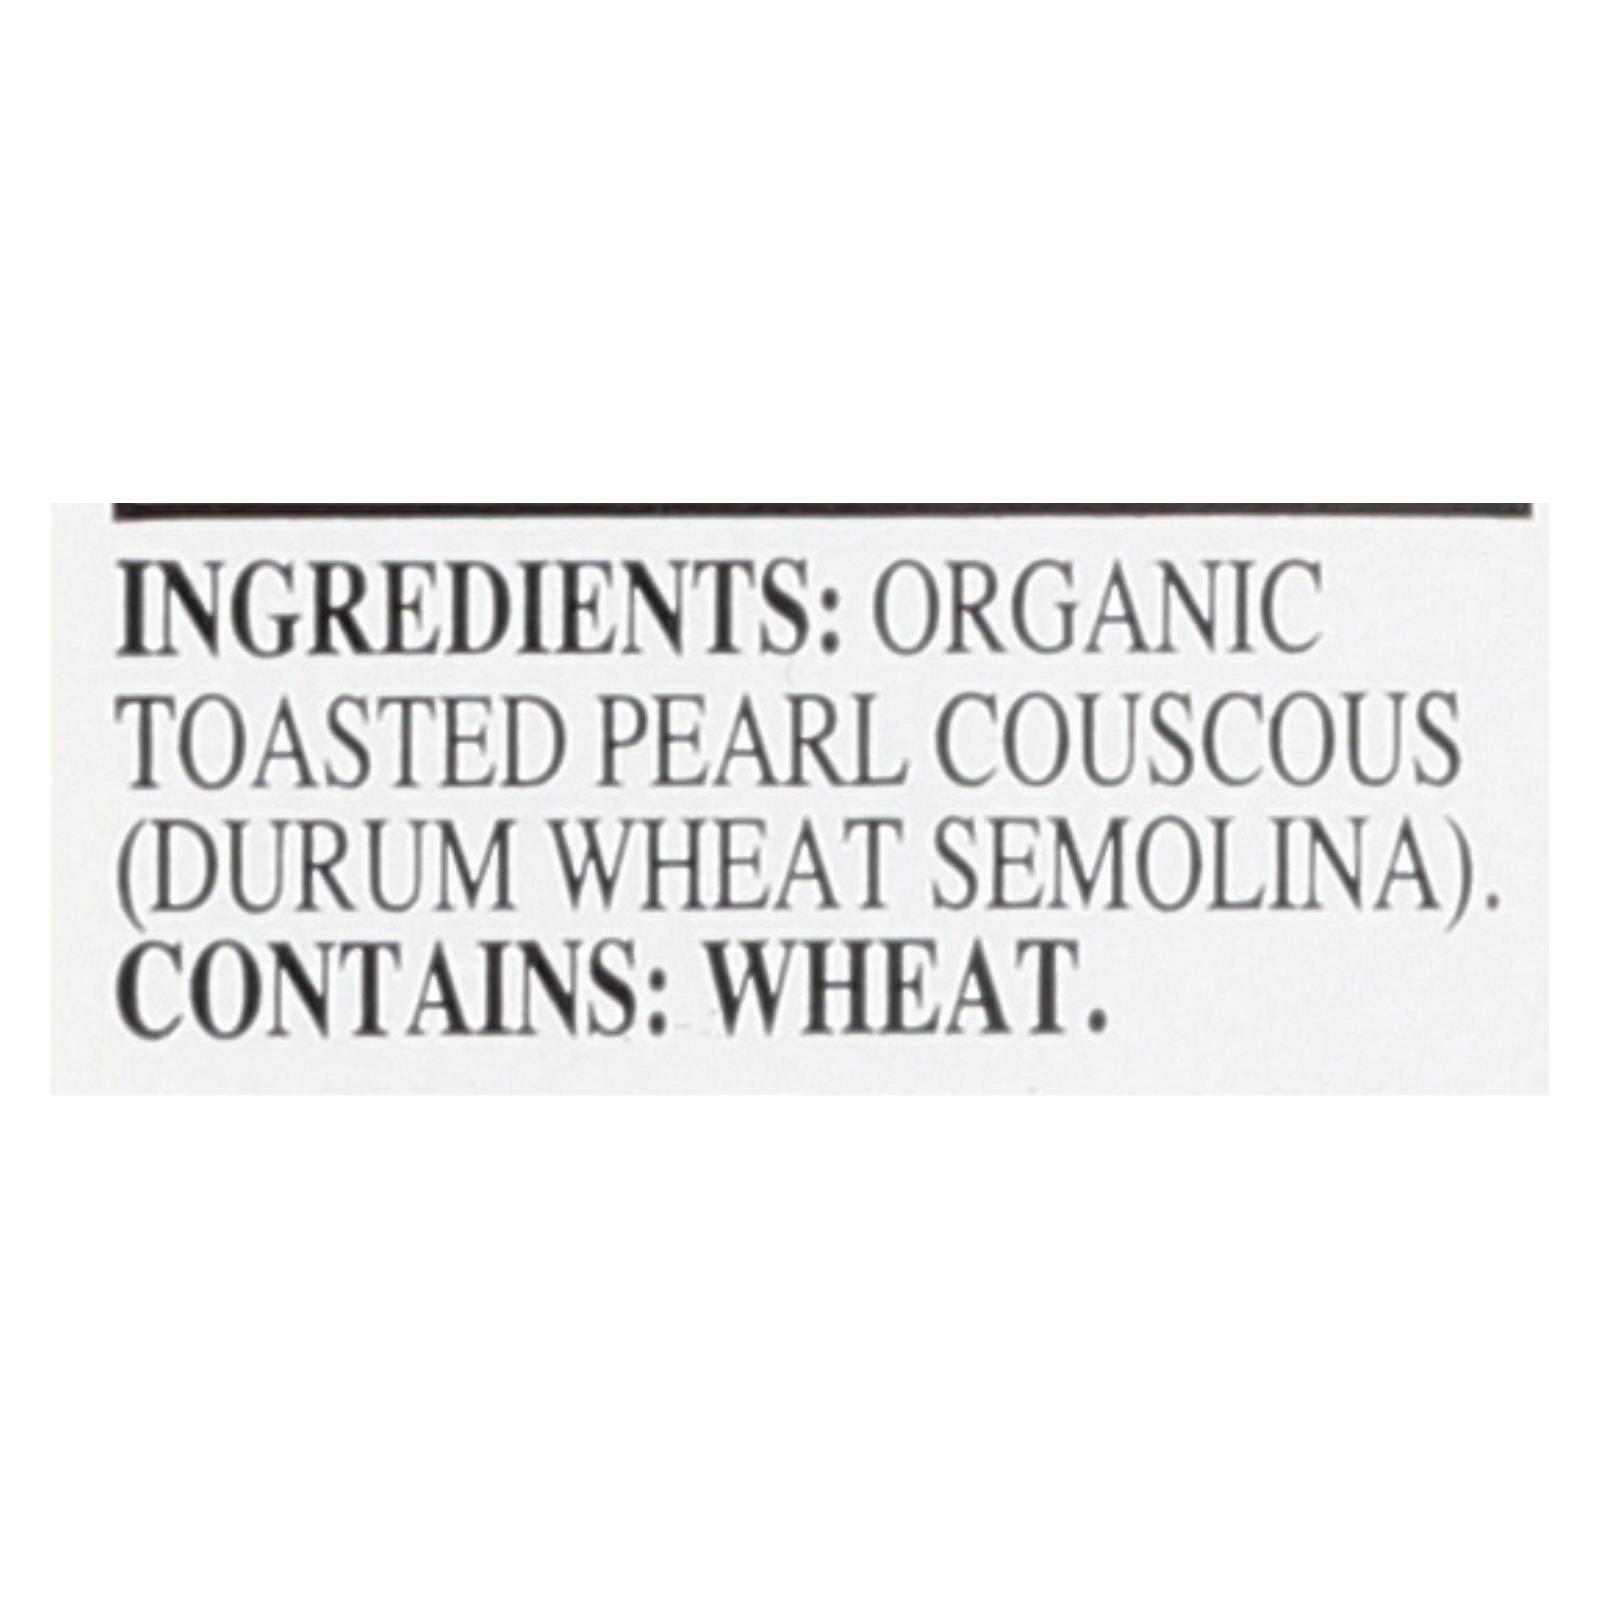 INGREDIENTS: ORGANIC
TOASTED PEARL COUSCOUS
(DURUM WHEAT SEMOLINA).
CONTAINS: WHEAT.